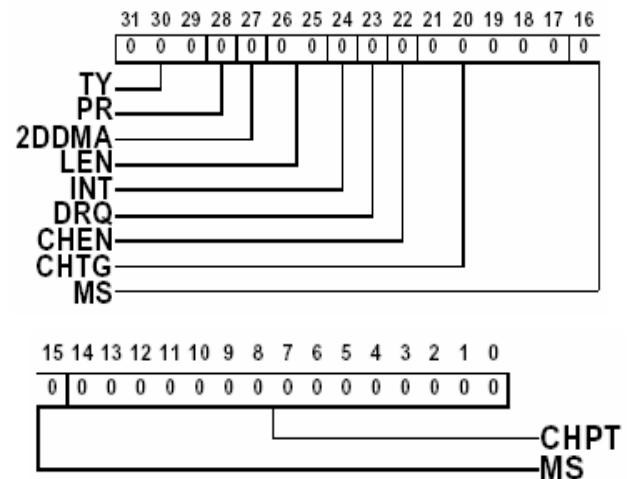 31 30 29 28 27 26 25 24 23 22 21 20 19 18 17 16
0 0 0 0 0 0 0 0 0 0 0 0 0 0 0 0
TY
PR
2DDMA
LEN
INT
DRQ
CHEN
CHTG
MS
15 14 13 12 11 10 9 8 7 6 5 4 3 2 1 0
0 0 0 0 0 0 0 0 0 0 0 0 0 0 0 0
CHPT
MS